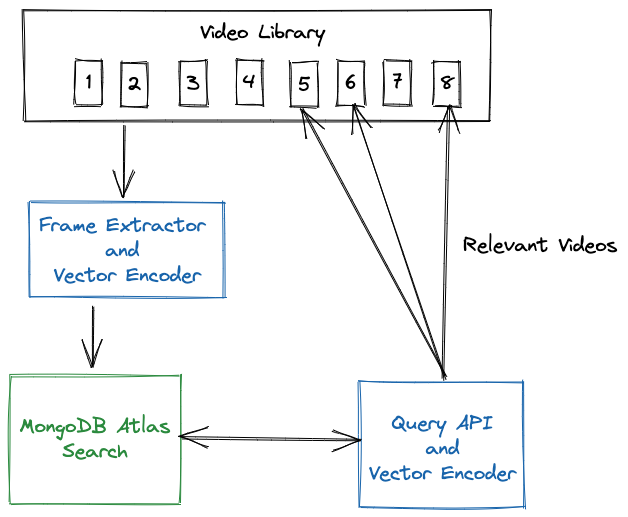 Video Library
1 2 3 4 5 6 7 8
Frame Extractor
and
Vector Encoder
Relevant Videos
MongoDB Atlas
Search
Query API
and
Vector Encoder